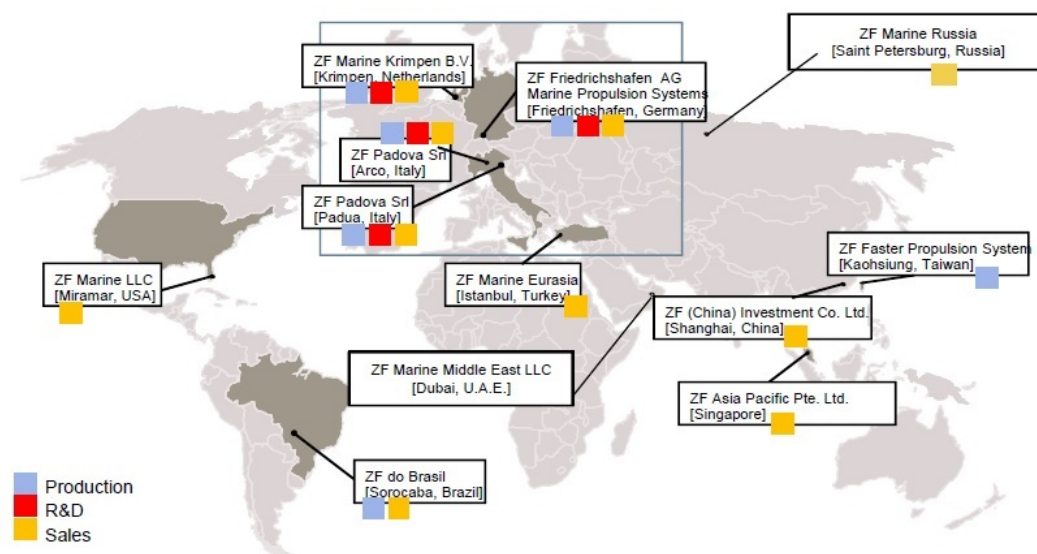 ZF Marine Russia
[Saint Petersburg, Russia]
ZF Marine Krimpen B.V.
[Krimpen, Netherlands]
ZF Friedrichshafen AG
Marine Propulsion Systems
[Friedrichshafen, Germany]
ZF Padova Srl
[Arco, Italy]
ZF Padova Srl
[Padua, Italy]
ZF Marine LLC
[Miramar, USA]
ZF Marine Eurasia
[Istanbul, Turkey]
ZF Faster Propulsion System
[Kaohsiung, Taiwan]
ZF (China) Investment Co. Ltd.
[Shanghai, China]
ZF Marine Middle East LLC
[Dubai, U.A.E.]
ZF Asia Pacific Pte. Ltd.
[Singapore]
ZF do Brasil
[Sorocaba, Brazil]
Production
R&D
Sales